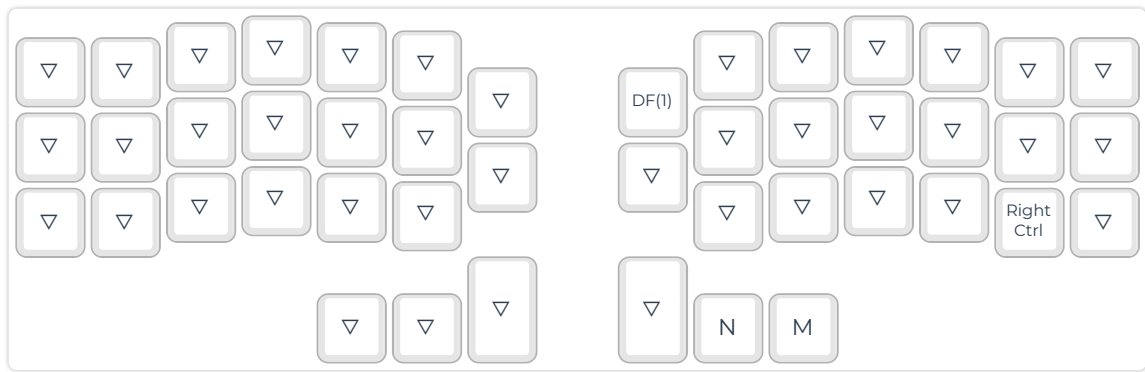 ▽ ▽ ▽ ▽ ▽ ▽ ▽ ▽ ▽ ▽ ▽ ▽
▽ DF(1)
▽ ▽ ▽ ▽ ▽ ▽ ▽ ▽ ▽ ▽ ▽ ▽
▽ ▽
▽ ▽ ▽ ▽ ▽ ▽ ▽ ▽ ▽ ▽ Right ▽
Ctrl
▽ ▽ ▽ ▽ N M